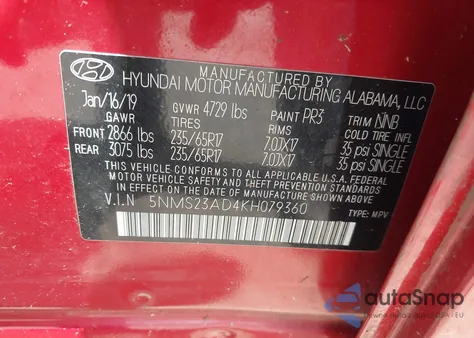 MANUFACTURED BY
HYUNDAI MOTOR MANUFACTURING ALABAMA, LLC
Jan/16/19 GVWR 4729 lbs PAINT PR3 TRIM NNB
GAWR TIRES RIMS COLD TIRE INFL
FRONT 2866 lbs 235/65R17 7.0JX17 35 psi SINGLE
REAR 3075 lbs 235/65R17 7.0JX17 35 psi SINGLE
THIS VEHICLE CONFORMS TO ALL APPLICABLE FEDERAL
MOTOR VEHICLE SAFETY STANDARDS IN EFFECT ON THE
DATE OF MANUFACTURE SHOWN ABOVE
V.I.N 5NMS23AD4KH079360 TYPE: MPV
autoSnap